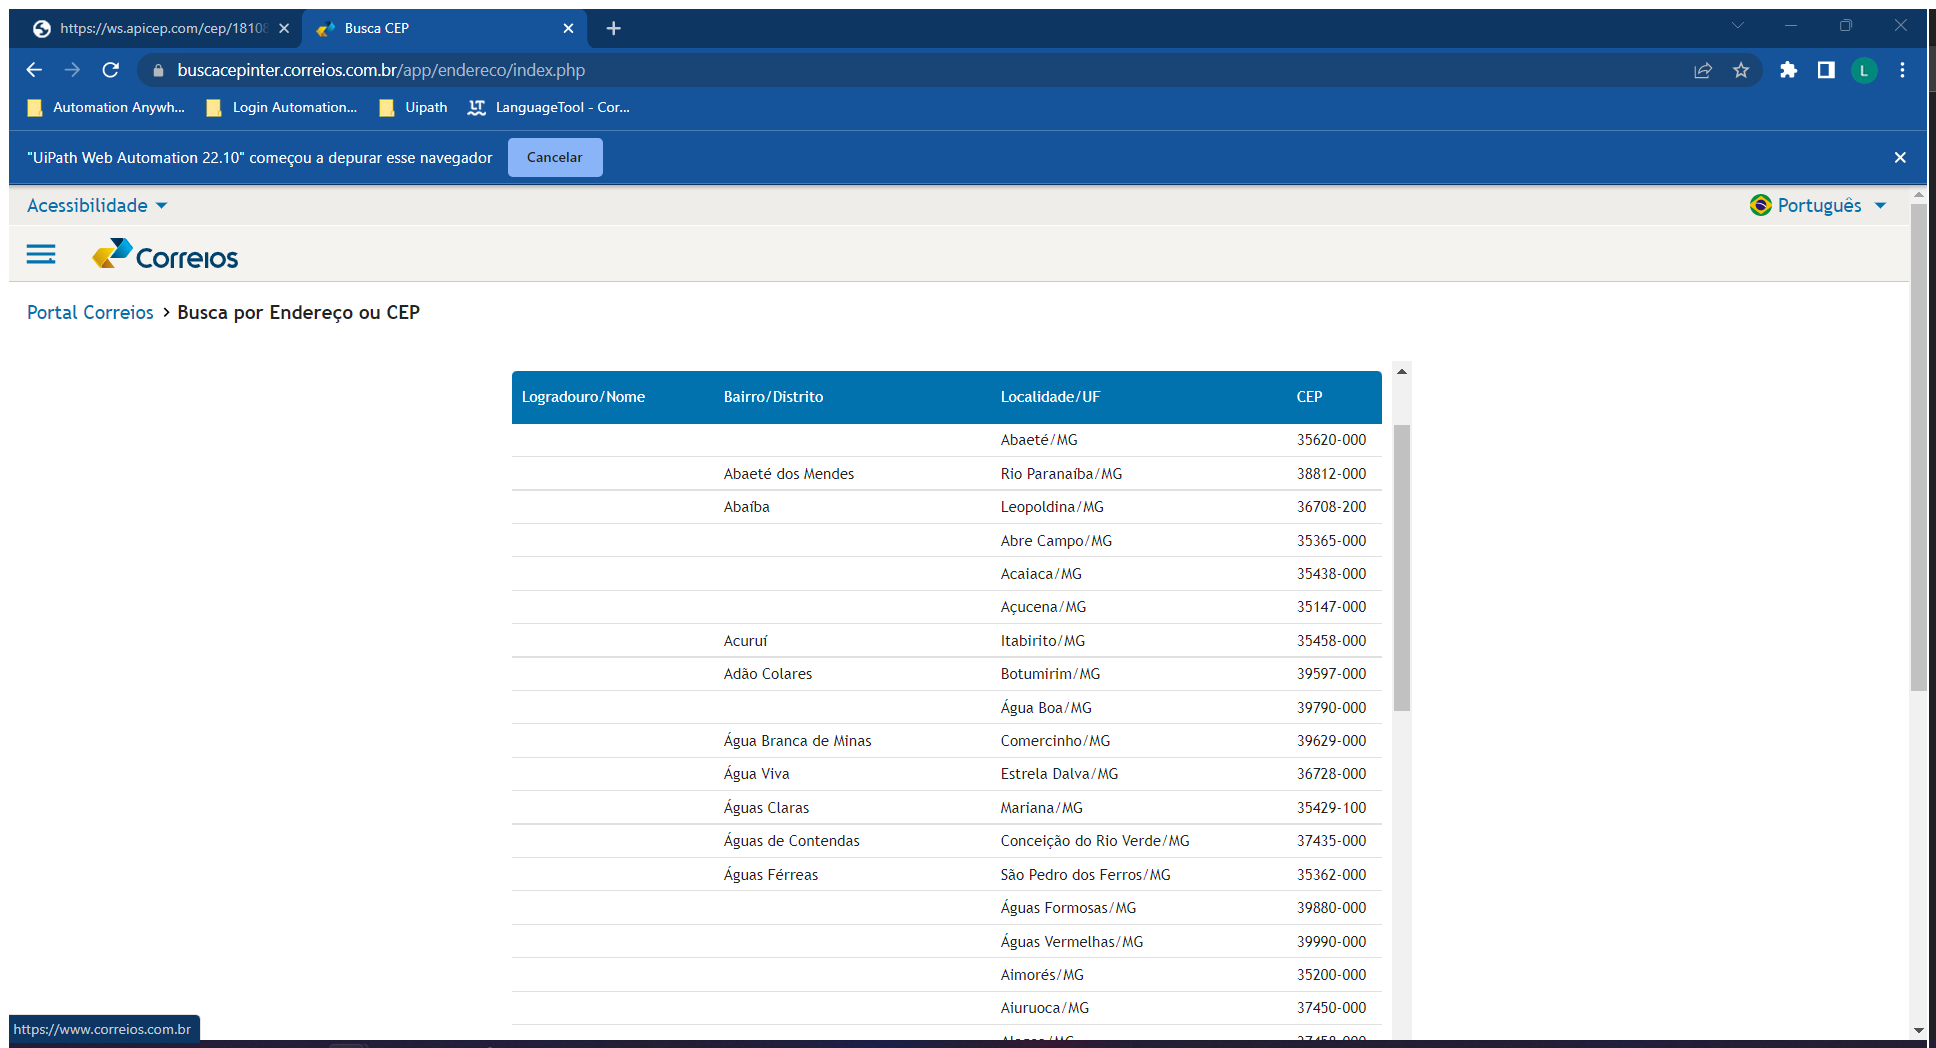 https://ws.apicep.com/cep/18108
Busca CEP
buscacepinter.correios.com.br/app/endereco/index.php
L
Automation Anywh...
Login Automation...
Uipath
LT
LanguageTool - Cor...
"UiPath Web Automation 22.10" começou a depurar esse navegador
Cancelar
Acessibilidade
Português
Correios
Portal Correios > Busca por Endereço ou CEP
Logradouro/Nome Bairro/Distrito Localidade/UF CEP
Abaeté/MG 35620-000
Abaeté dos Mendes Rio Paranaíba/MG 38812-000
Abaíba Leopoldina/MG 36708-200
Abre Campo/MG 35365-000
Acaiaca/MG 35438-000
Açucena/MG 35147-000
Acuruí Itabirito/MG 35458-000
Adão Colares Botumirim/MG 39597-000
Água Boa/MG 39790-000
Água Branca de Minas Comercinho/MG 39629-000
Água Viva Estrela Dalva/MG 36728-000
Águas Claras Mariana/MG 35429-100
Águas de Contendas Conceição do Rio Verde/MG 37435-000
Águas Férreas São Pedro dos Ferros/MG 35362-000
Águas Formosas/MG 39880-000
Águas Vermelhas/MG 39990-000
Aimorés/MG 35200-000
Aiuruoca/MG 37450-000
https://www.correios.com.br